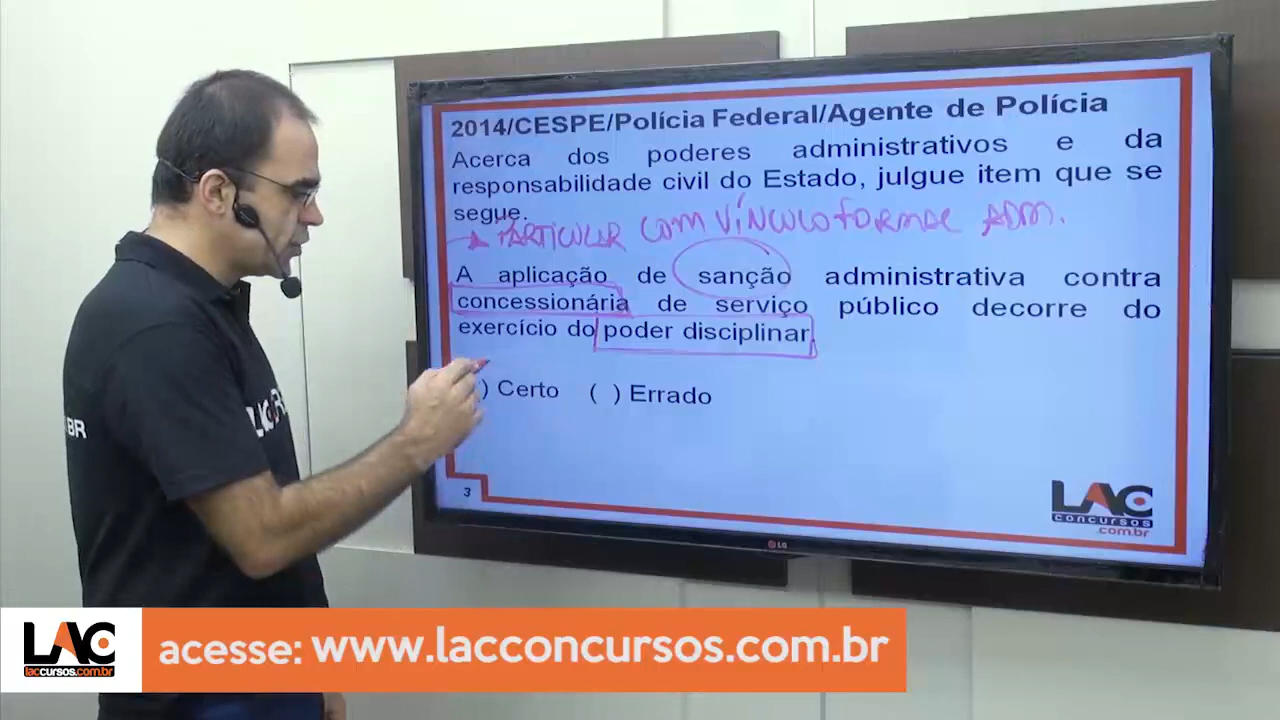 2014/CESPE/Polícia Federal/Agente de Polícia
Acerca dos poderes administrativos e da
responsabilidade civil do Estado, julgue item que se
segue.
PARTICULAR COM VÍNCULO FORMAL ADM.
A aplicação de sanção administrativa contra
concessionária de serviço público decorre do
exercício do poder disciplinar.
) Certo ( ) Errado
3
LAC
concursos
.com.br
BR
LAC
laccursos.com.br
acesse: www.lacconcursos.com.br